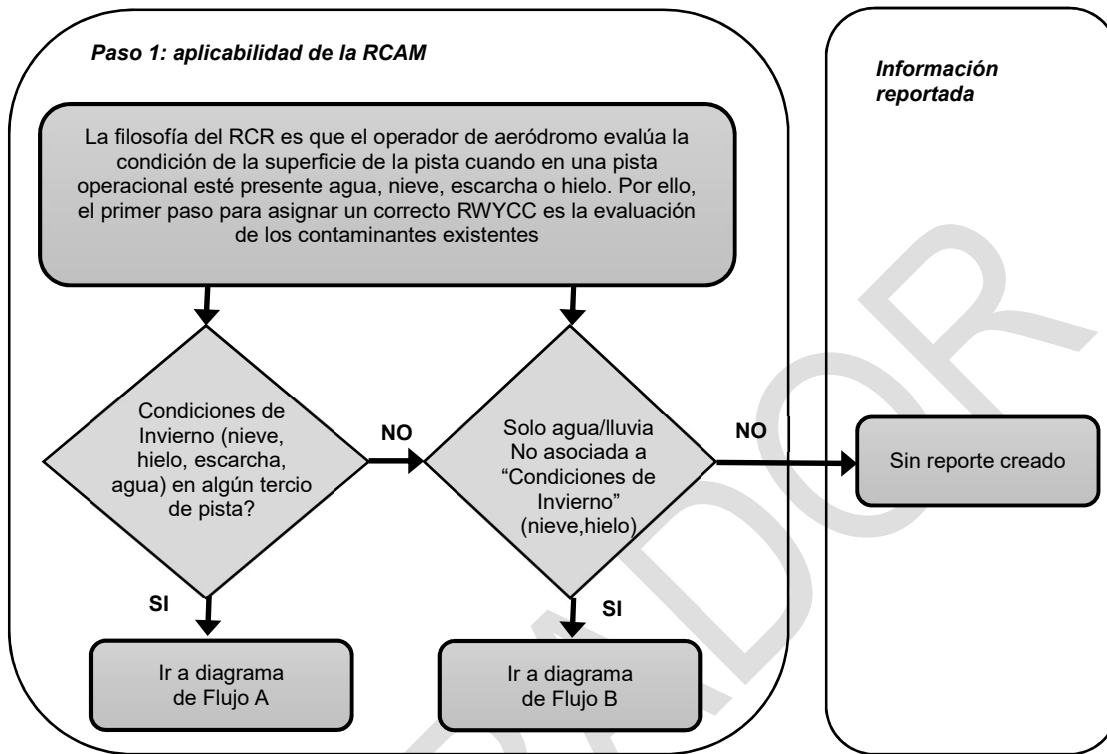 Paso 1: aplicabilidad de la RCAM
Información
reportada
La filosofía del RCR es que el operador de aeródromo evalúa la
condición de la superficie de la pista cuando en una pista
operacional esté presente agua, nieve, escarcha o hielo. Por ello,
el primer paso para asignar un correcto RWYCC es la evaluación
de los contaminantes existentes
Condiciones de
Invierno (nieve,
hielo, escarcha,
agua) en algún tercio
de pista?
NO
Solo agua/lluvia
No asociada a
“Condiciones de
Invierno”
(nieve,hielo)
NO
Sin reporte creado
SI
SI
Ir a diagrama
de Flujo A
Ir a diagrama
de Flujo B
RADOR